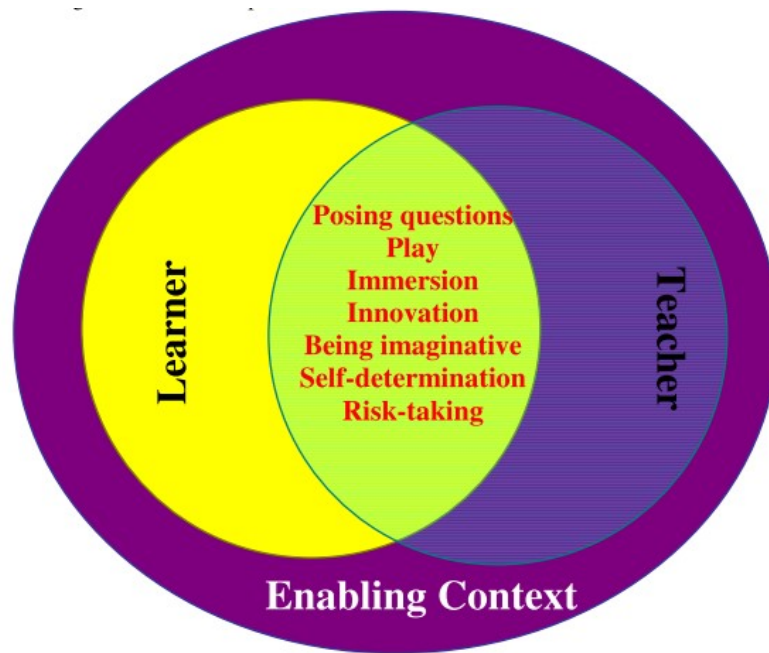 Learner
Posing questions
Play
Immersion
Innovation
Being imaginative
Self-determination
Risk-taking
Teacher
Enabling Context